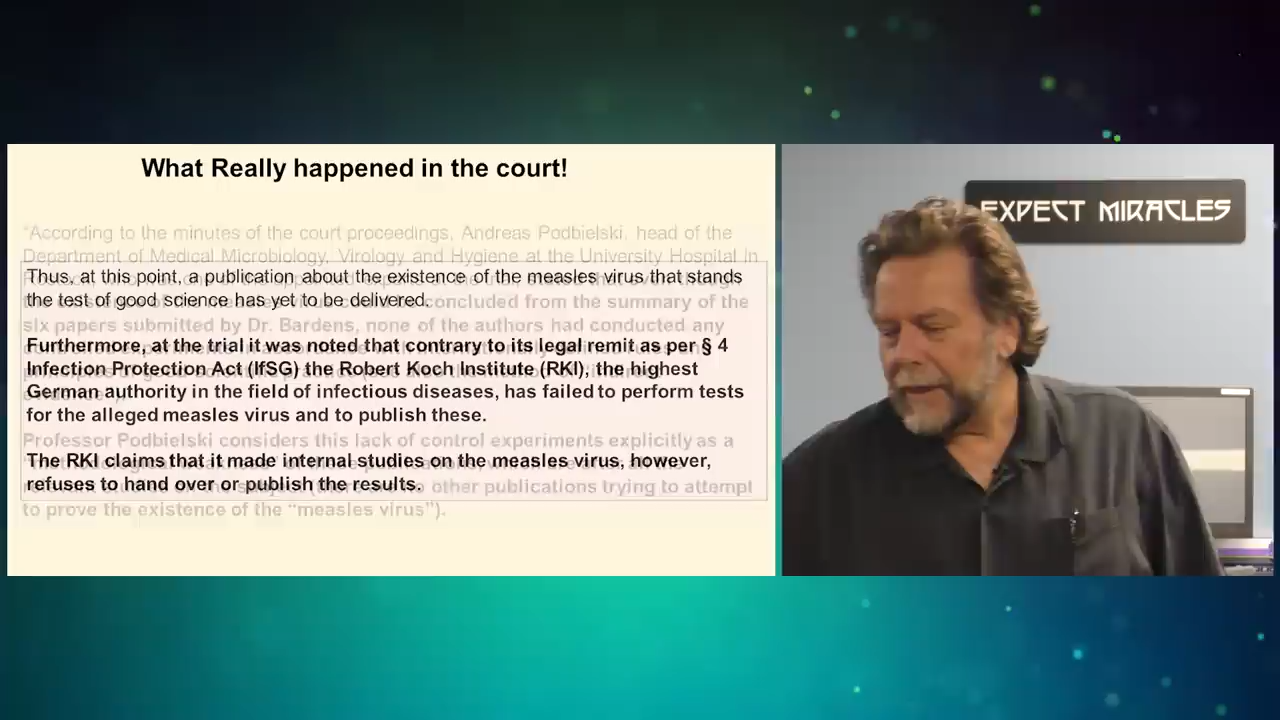 What Really happened in the court!
EXPECT MIRACLES
"According to the minutes of the court proceedings, Andreas Podbielski, head of the
Department of Medical Microbiology, Virology and Hygiene at the University Hospital in
Thus, at this point, a publication about the existence of the measles virus that stands
the test of good science has yet to be delivered.
concluded from the summary of the
six papers submitted by Dr. Bardens, none of the authors had conducted any
Furthermore, at the trial it was noted that contrary to its legal remit as per § 4
Infection Protection Act (IfSG) the Robert Koch Institute (RKI), the highest
German authority in the field of infectious diseases, has failed to perform tests
for the alleged measles virus and to publish these.
Professor Podbielski considers this lack of control experiments explicitly as a
The RKI claims that it made internal studies on the measles virus, however,
refuses to hand over or publish the results.
other publications trying to attempt
to prove the existence of the “measles virus”).